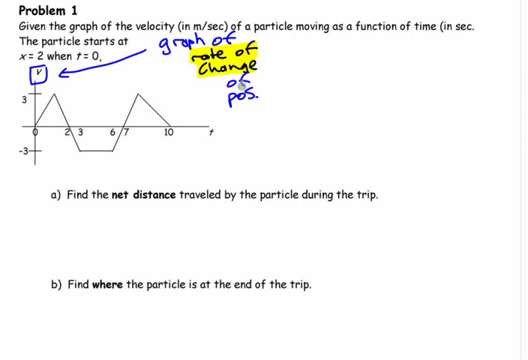 Problem 1
Given the graph of the velocity (in m/sec) of a particle moving as a function of time (in sec.
The particle starts at
x = 2 when t = 0,
graph of
rate of
change
of
pos.
v
3
0 2 3 6 7 10 t
-3
a) Find the net distance traveled by the particle during the trip.
b) Find where the particle is at the end of the trip.